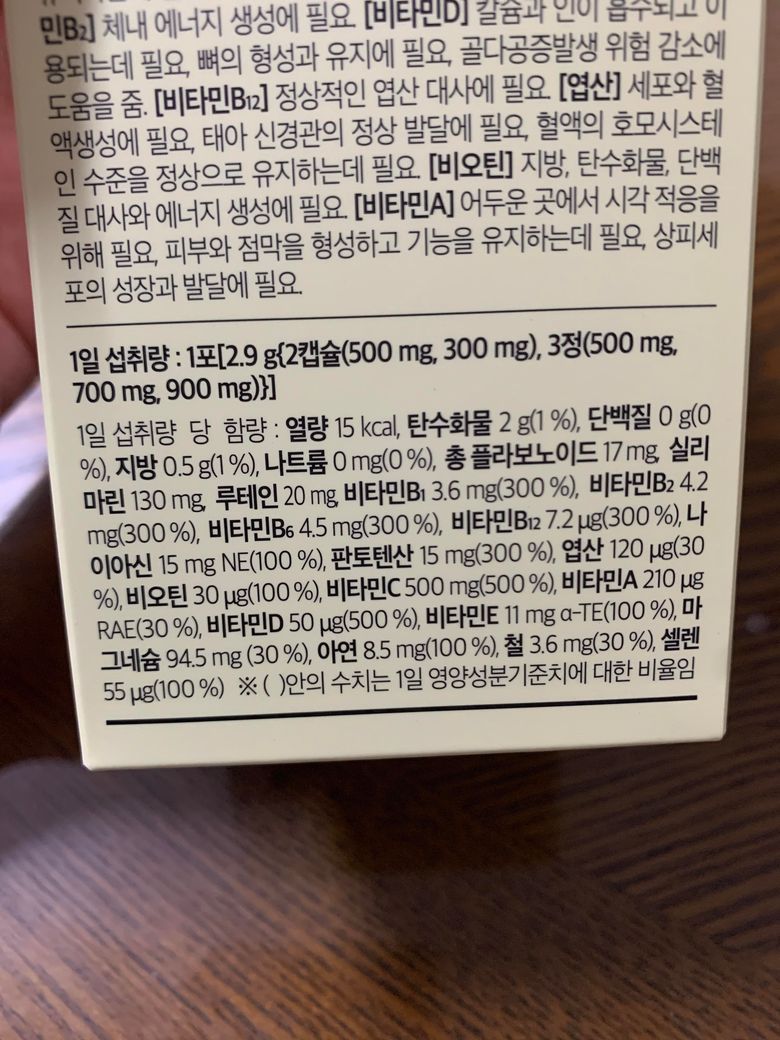 민B₂] 체내 에너지 생성에 필요. [비타민D] 칼슘과 인이 흡수되고 이
용되는데 필요, 뼈의 형성과 유지에 필요, 골다공증발생 위험 감소에
도움을 줌. [비타민B₁₂] 정상적인 엽산 대사에 필요. [엽산] 세포와 혈
액생성에 필요, 태아 신경관의 정상 발달에 필요, 혈액의 호모시스테
인 수준을 정상으로 유지하는데 필요. [비오틴] 지방, 탄수화물, 단백
질 대사와 에너지 생성에 필요. [비타민A] 어두운 곳에서 시각 적응을
위해 필요, 피부와 점막을 형성하고 기능을 유지하는데 필요, 상피세
포의 성장과 발달에 필요.
1일 섭취량 : 1포[2.9 g{2캡슐(500 mg, 300 mg), 3정(500 mg,
700 mg, 900 mg)}]
1일 섭취량 당 함량 : 열량 15 kcal, 탄수화물 2 g(1 %), 단백질 0 g(0
%), 지방 0.5 g(1 %), 나트륨 0 mg(0 %), 총 플라보노이드 17 mg, 실리
마린 130 mg, 루테인 20 mg, 비타민B₁ 3.6 mg(300 %), 비타민B₂ 4.2
mg(300 %), 비타민B₆ 4.5 mg(300 %), 비타민B₁₂ 7.2 μg(300 %), 나
이아신 15 mg NE(100 %), 판토텐산 15 mg(300 %), 엽산 120 μg(30
%), 비오틴 30 μg(100 %), 비타민C 500 mg(500 %), 비타민A 210 μg
RAE(30 %), 비타민D 50 μg(500 %), 비타민E 11 mg α-TE(100 %), 마
그네슘 94.5 mg (30 %), 아연 8.5 mg(100 %), 철 3.6 mg(30 %), 셀렌
55 μg(100 %) ※ ( )안의 수치는 1일 영양성분기준치에 대한 비율임